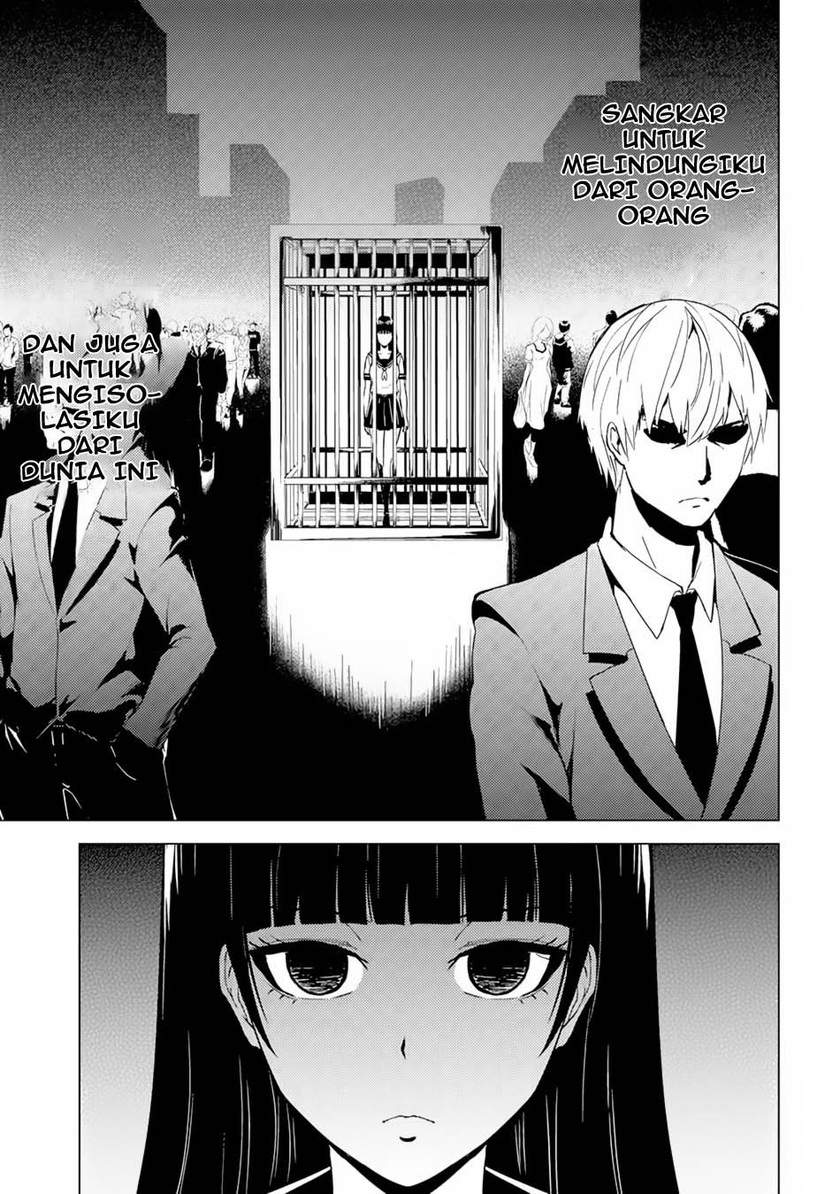 SANGKAR
UNTUK
MELINDUNGIKU
DARI ORANG-
ORANG
DAN JUGA
UNTUK
MENGISO-
LASIKU
DARI
DUNIA INI